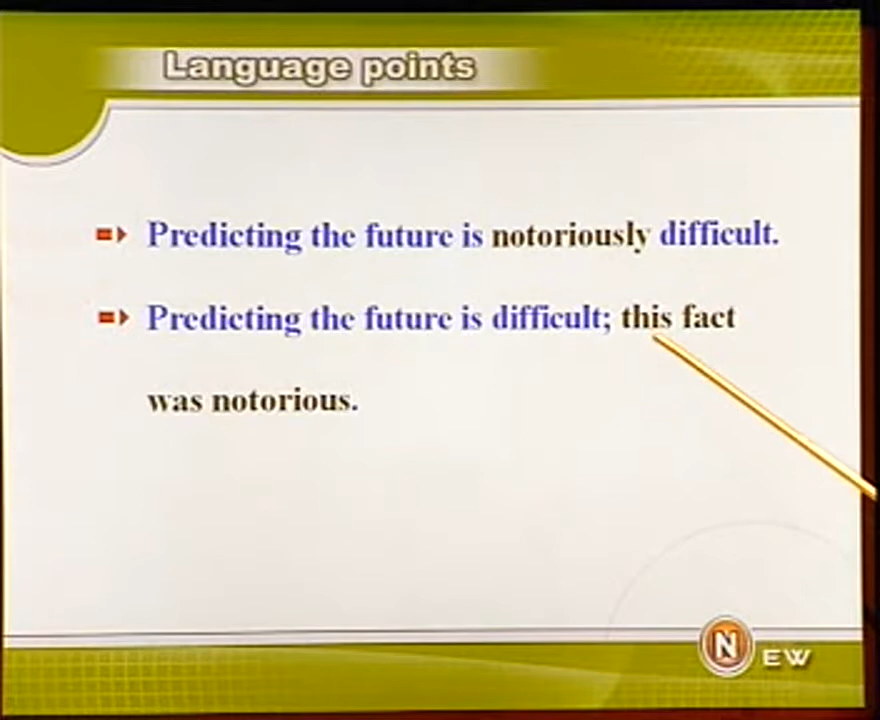 Language points
Predicting the future is notoriously difficult.
Predicting the future is difficult; this fact
was notorious.
N EW